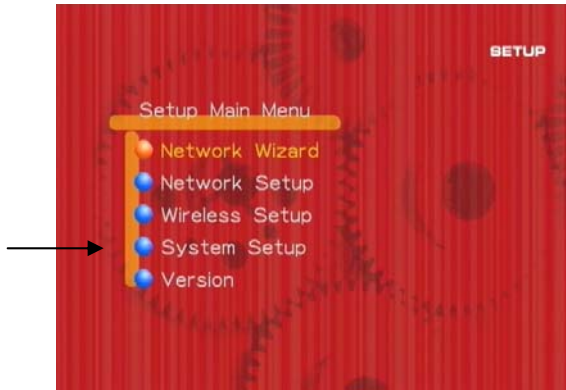 SETUP
Setup Main Menu
Network Wizard
Network Setup
Wireless Setup
System Setup
Version